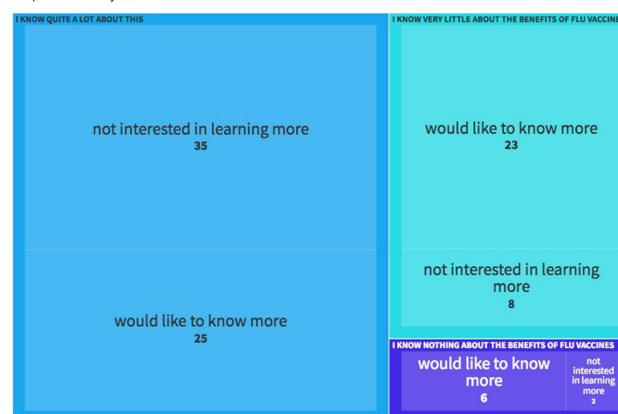 I KNOW QUITE A LOT ABOUT THIS
not interested in learning more
35
would like to know more
25
I KNOW VERY LITTLE ABOUT THE BENEFITS OF FLU
would like to know more
23
not interested in learning
more
8
I KNOW NOTHING ABOUT THE BENEFITS OF FLU VACCINES
would like to know
more
6
not
interested
in learning
more
2